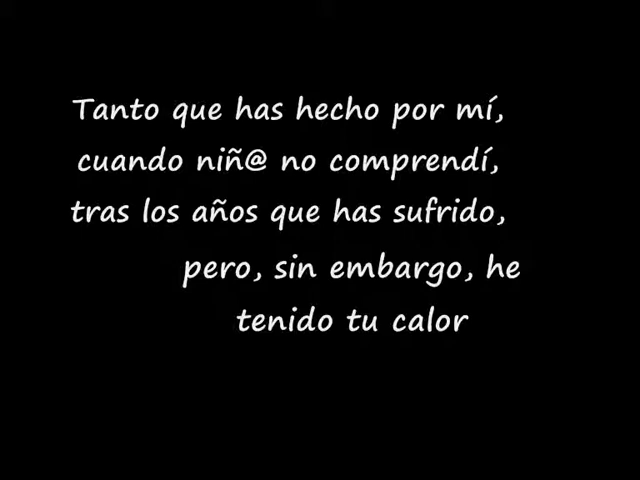 Tanto que has hecho por mí,
cuando niñ@ no comprendí,
tras los años que has sufrido,
pero, sin embargo, he
tenido tu calor